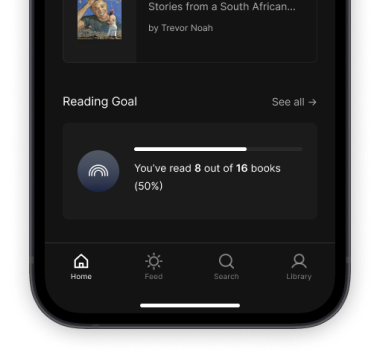 Stories from a South African...
by Trevor Noah
Reading Goal
See all →
You've read 8 out of 16 books
(50%)
Home
Feed
Search
Library